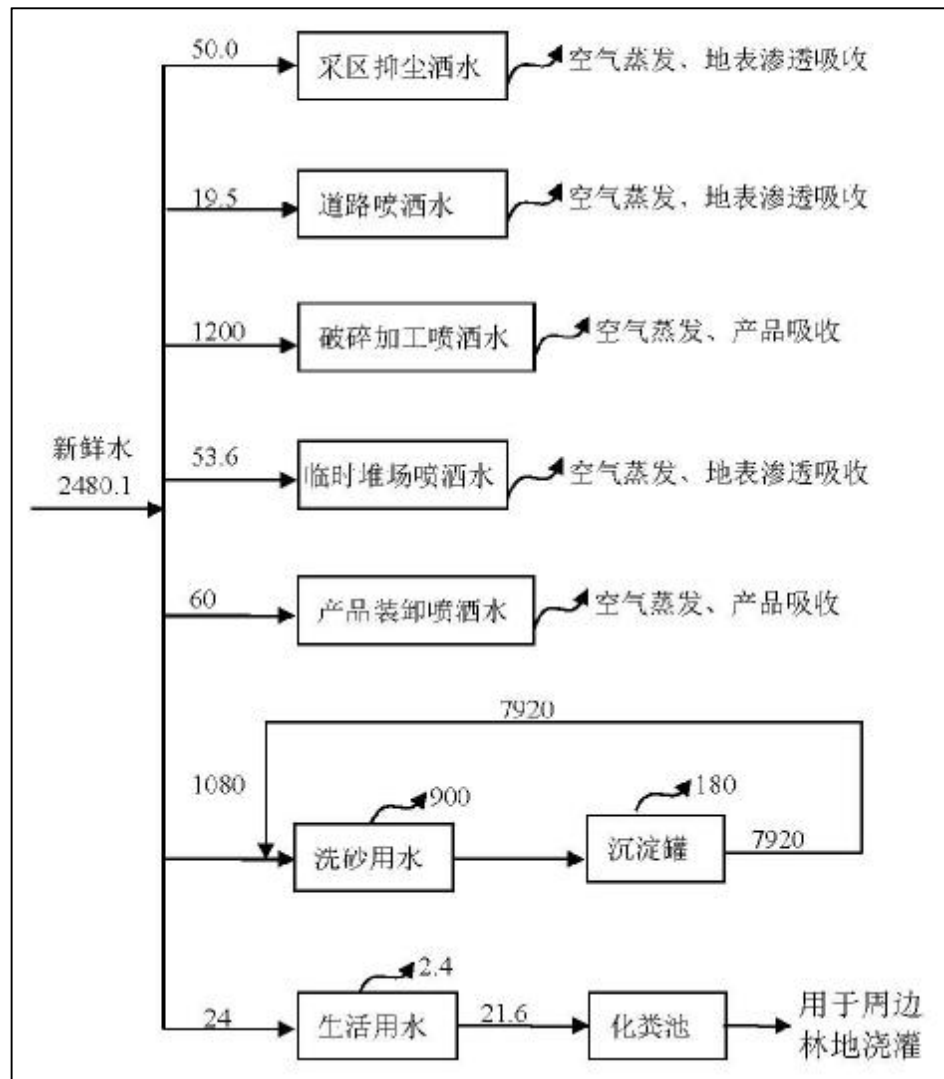 50.0
采区抑尘洒水
空气蒸发、地表渗透吸收
19.5
道路喷洒水
空气蒸发、地表渗透吸收
1200
破碎加工喷洒水
空气蒸发、产品吸收
新鲜水
2480.1
53.6
临时堆场喷洒水
空气蒸发、地表渗透吸收
60
产品装卸喷洒水
空气蒸发、产品吸收
7920
1080
900
180
洗砂用水
沉淀罐
7920
2.4
24
生活用水
21.6
化粪池
用于周边
林地浇灌